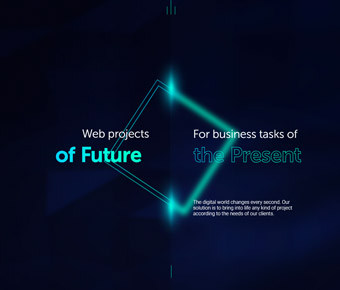 Web projects
of Future
For business tasks of
the Present
The digital world changes every second. Our
solution is to bring into life any kind of project
according to the needs of our clients.